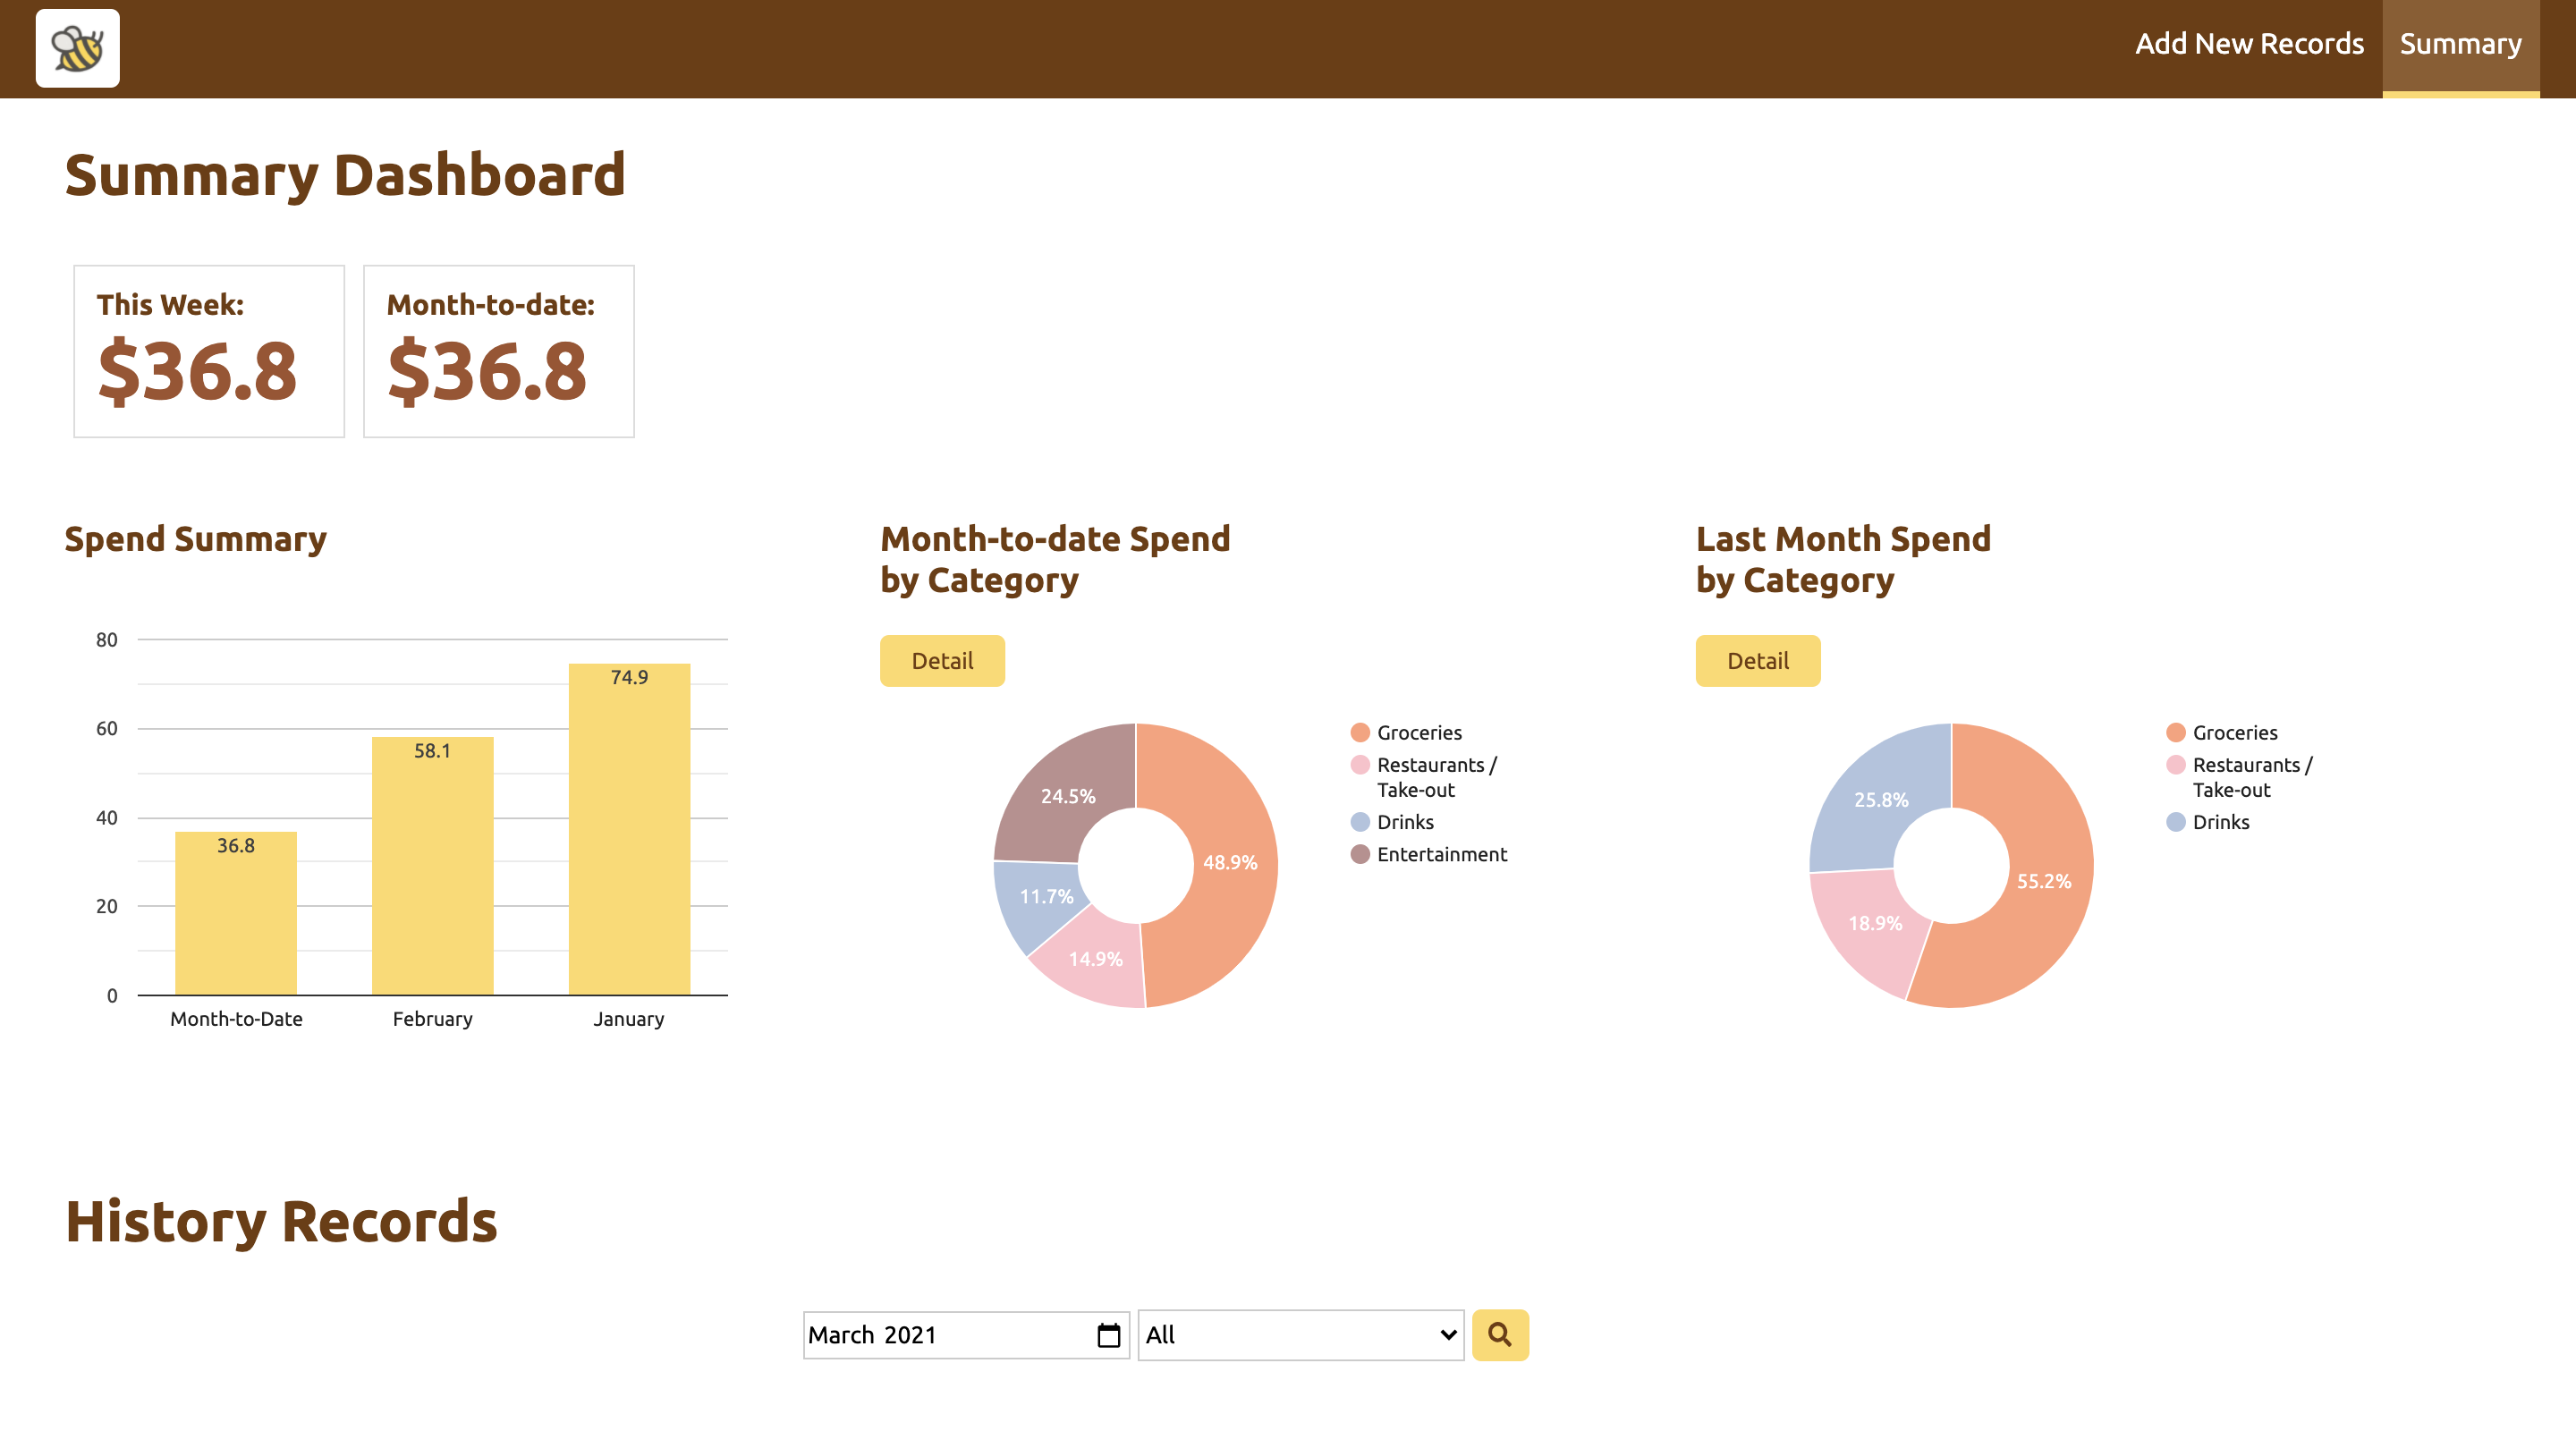 Add New Records
Summary
Summary Dashboard
This Week:
$36.8
Month-to-date:
$36.8
Spend Summary
80
60
40
20
0
74.9
58.1
36.8
Month-to-Date
February
January
Month-to-date Spend
by Category
Detail
24.5%
48.9%
11.7%
14.9%
Groceries
Restaurants /
Take-out
Drinks
Entertainment
Last Month Spend
by Category
Detail
25.8%
55.2%
18.9%
Groceries
Restaurants /
Take-out
Drinks
History Records
March 2021
All